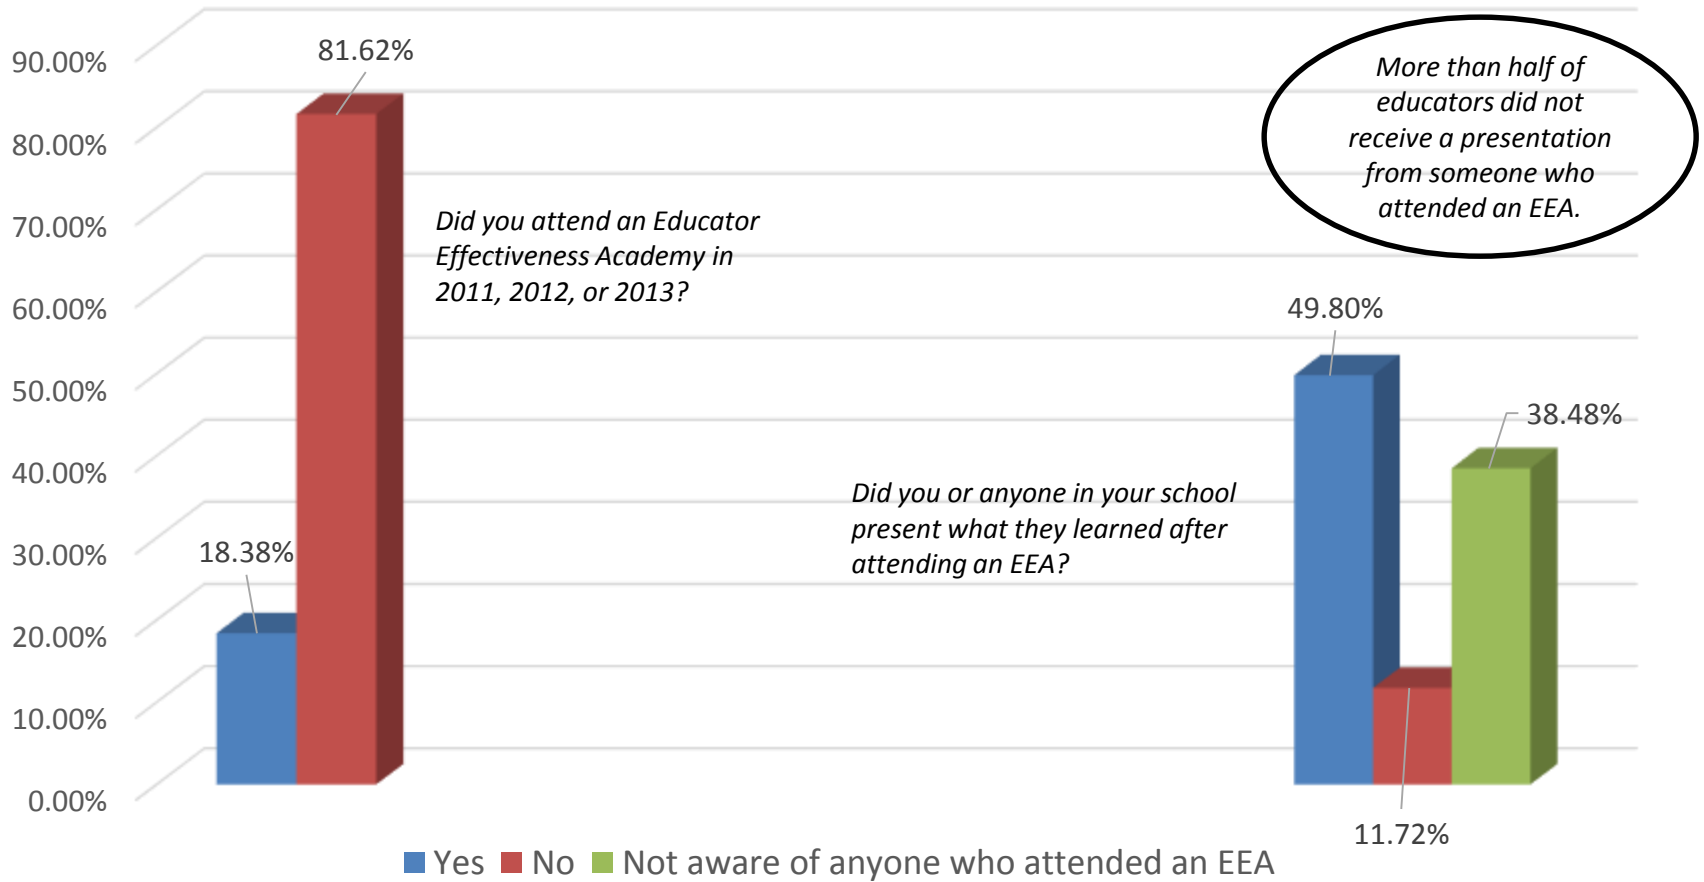 90.00%
80.00%
70.00%
60.00%
50.00%
40.00%
30.00%
20.00%
10.00%
0.00%
18.38%
81.62%
Did you attend an Educator
Effectiveness Academy in
2011, 2012, or 2013?
Did you or anyone in your school
present what they learned after
attending an EEA?
49.80%
11.72%
38.48%
More than half of
educators did not
receive a presentation
from someone who
attended an EEA.
Yes No Not aware of anyone who attended an EEA